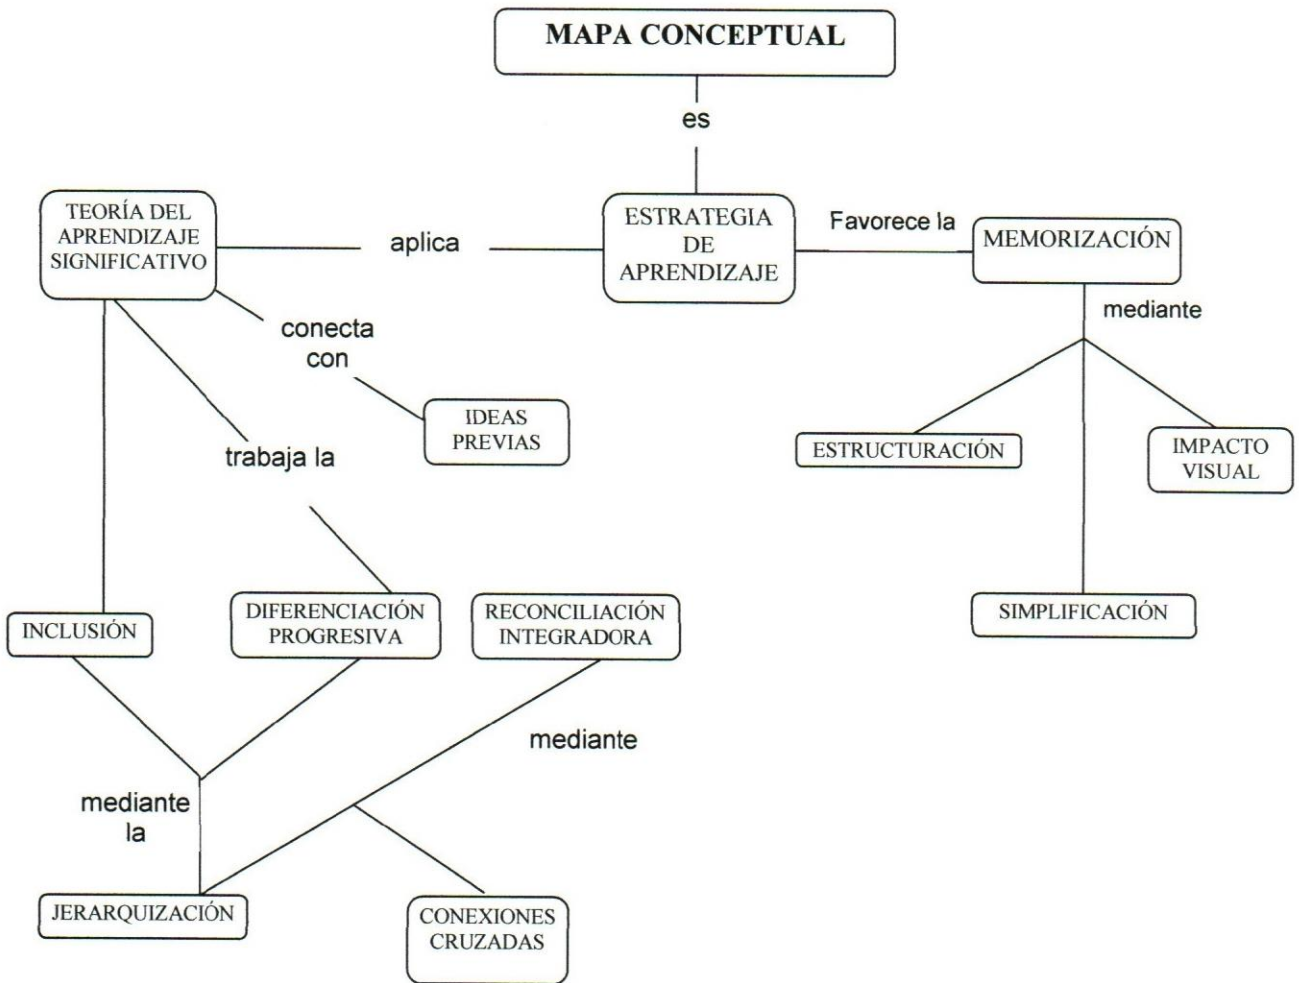 MAPA CONCEPTUAL
es
TEORÍA DEL
APRENDIZAJE
SIGNIFICATIVO
aplica
ESTRATEGIA
DE
APRENDIZAJE
Favorece la
MEMORIZACIÓN
mediante
conecta
con
IDEAS
PREVIAS
trabaja la
ESTRUCTURACIÓN
IMPACTO
VISUAL
INCLUSIÓN
DIFERENCIACIÓN
PROGRESIVA
RECONCILIACIÓN
INTEGRADORA
SIMPLIFICACIÓN
mediante
mediante
la
JERARQUIZACIÓN
CONEXIONES
CRUZADAS